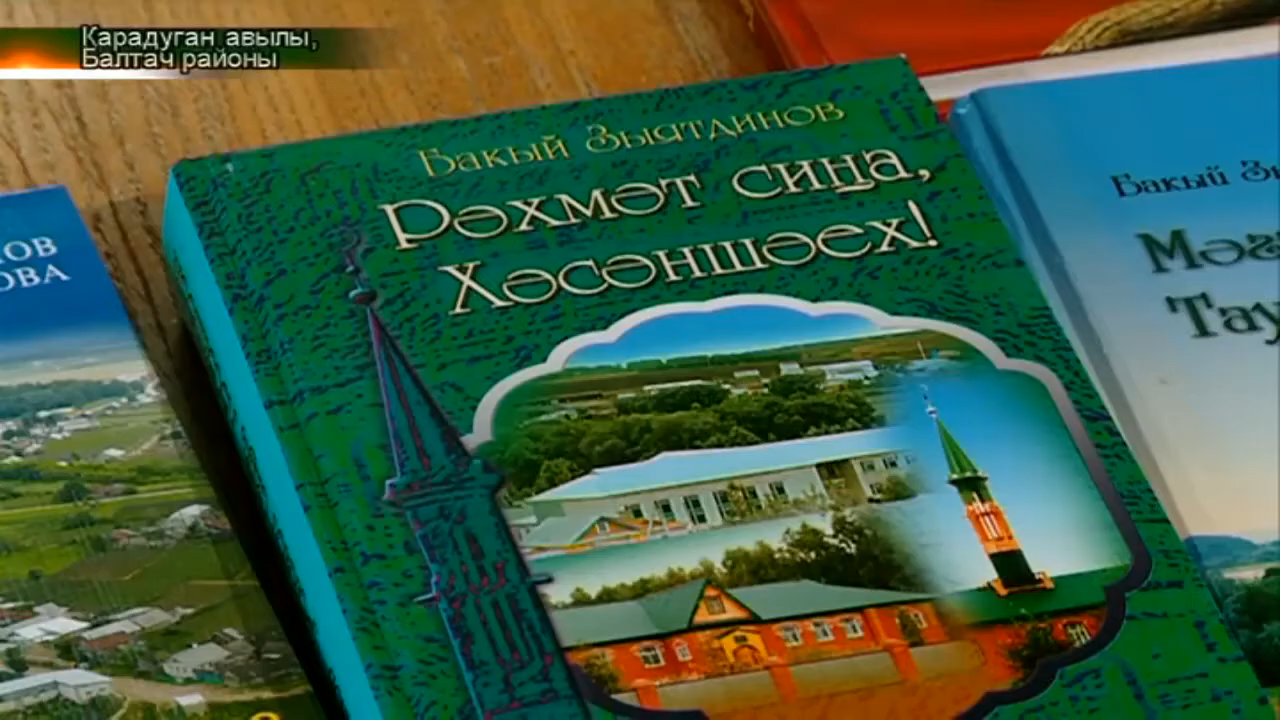 Карадуган авылы,
Балтач районы
Бакый Зыятдинов
Рәхмәт сиңа,
Хәсәншәех!
Бакый